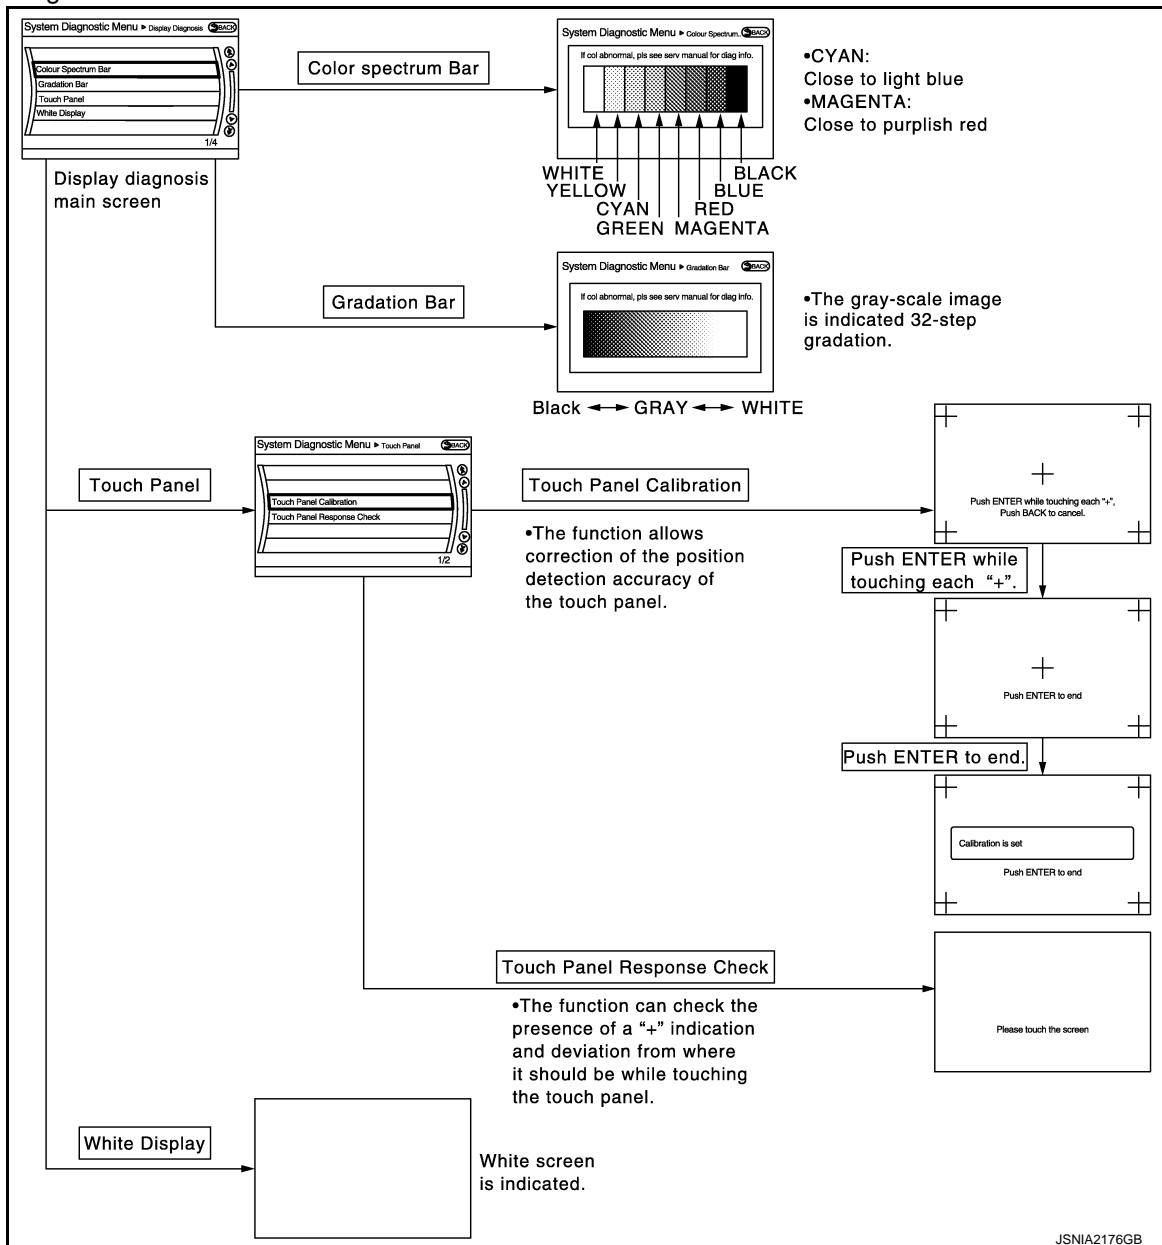 System Diagnostic Menu ▶ Display Diagnosis BACK
Colour Spectrum Bar
Gradation Bar
Touch Panel
White Display
1/4
Display diagnosis
main screen
Color spectrum Bar
System Diagnostic Menu ▶ Colour Spectrum.. BACK
If col abnormal, pls see serv manual for diag info.
WHITE
YELLOW
CYAN
GREEN
MAGENTA
RED
BLUE
BLACK
•CYAN:
Close to light blue
•MAGENTA:
Close to purplish red
Gradation Bar
System Diagnostic Menu ▶ Gradation Bar BACK
If col abnormal, pls see serv manual for diag info.
Black ↔ GRAY ↔ WHITE
•The gray-scale image
is indicated 32-step
gradation.
Touch Panel
System Diagnostic Menu ▶ Touch Panel BACK
Touch Panel Calibration
Touch Panel Response Check
1/2
Touch Panel Calibration
•The function allows
correction of the position
detection accuracy of
the touch panel.
Push ENTER while touching each "+",
Push BACK to cancel.
Push ENTER while
touching each "+".
Push ENTER to end
Push ENTER to end.
Calibration is set
Push ENTER to end
Touch Panel Response Check
•The function can check the
presence of a "+" indication
and deviation from where
it should be while touching
the touch panel.
Please touch the screen
White Display
White screen
is indicated.
JSNIA2176GB